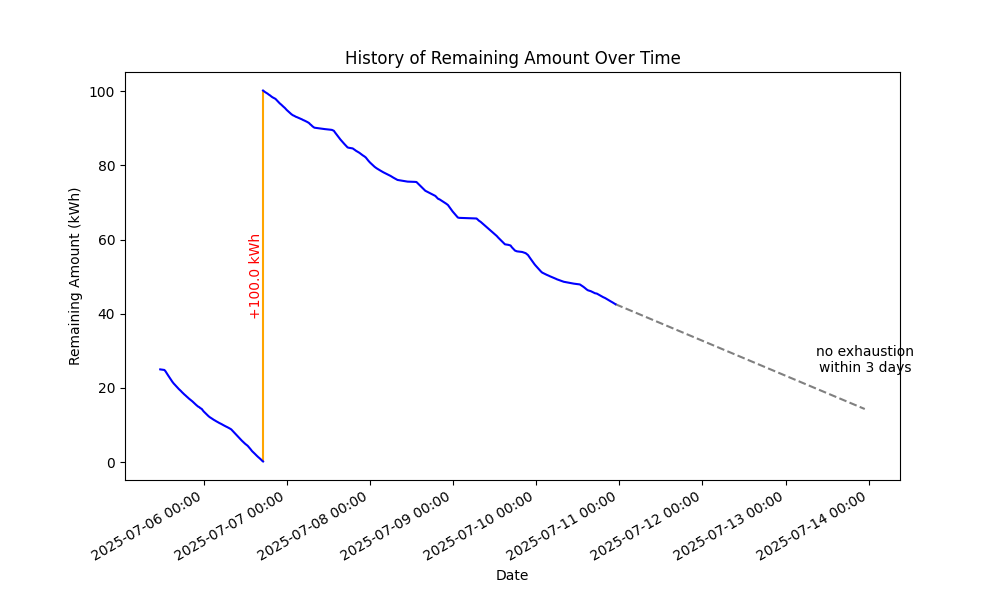 History of Remaining Amount Over Time
Remaining Amount (kWh)
100
80
60
40
20
0
+100.0 kWh
no exhaustion
within 3 days
2025-07-06 00:00
2025-07-07 00:00
2025-07-08 00:00
2025-07-09 00:00
2025-07-10 00:00
2025-07-11 00:00
2025-07-12 00:00
2025-07-13 00:00
2025-07-14 00:00
Date